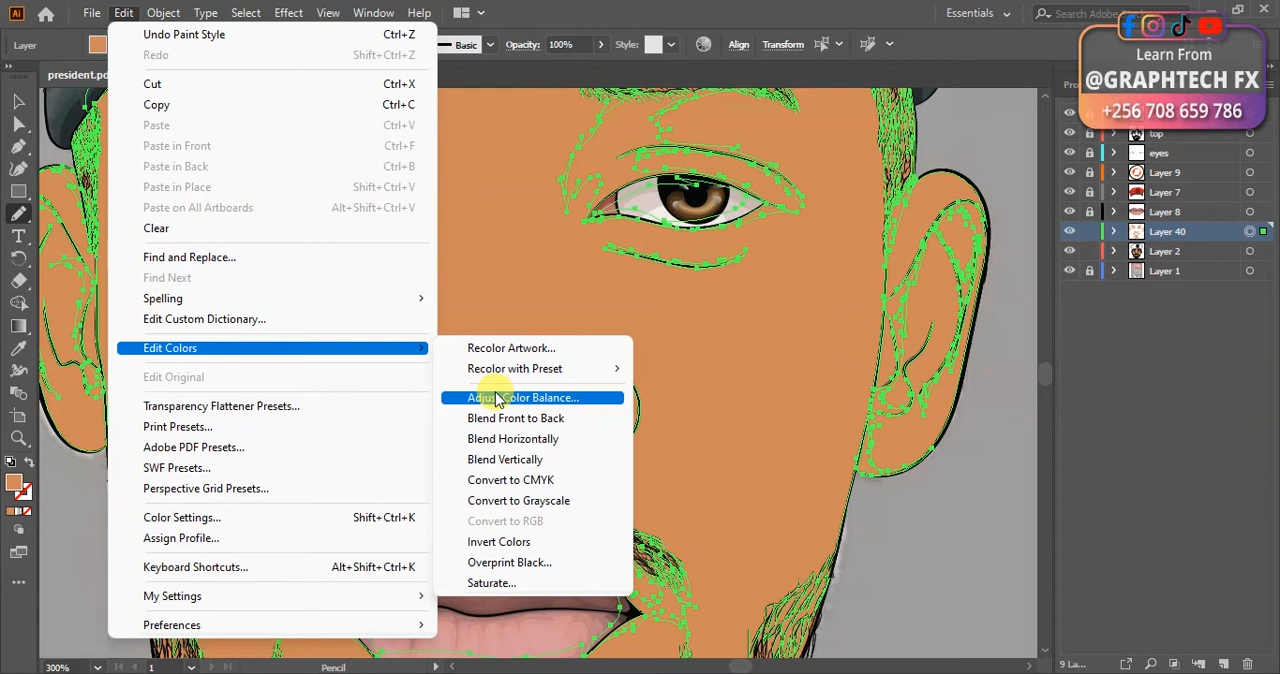 Ai
File
Edit
Object
Type
Select
Effect
View
Window
Help
Essentials
Search Adobe
Layer
Basic
Opacity:
100%
Style:
Align
Transform
Learn From
@GRAPHTECH FX
+256 708 659 786
president.pd
Undo Paint Style Ctrl+Z
Redo Shift+Ctrl+Z
Cut Ctrl+X
Copy Ctrl+C
Paste Ctrl+V
Paste in Front Ctrl+F
Paste in Back Ctrl+B
Paste in Place Shift+Ctrl+V
Paste on All Artboards Alt+Shift+Ctrl+V
Clear
Find and Replace...
Find Next
Spelling
Edit Custom Dictionary...
Edit Colors
Edit Original
Transparency Flattener Presets...
Print Presets...
Adobe PDF Presets...
SWF Presets...
Perspective Grid Presets...
Color Settings... Shift+Ctrl+K
Assign Profile...
Keyboard Shortcuts... Alt+Shift+Ctrl+K
My Settings
Preferences
Recolor Artwork...
Recolor with Preset
Adjust Color Balance...
Blend Front to Back
Blend Horizontally
Blend Vertically
Convert to CMYK
Convert to Grayscale
Convert to RGB
Invert Colors
Overprint Black...
Saturate...
top
eyes
Layer 9
Layer 7
Layer 8
Layer 40
Layer 2
Layer 1
300%
1
Pencil
9 La...